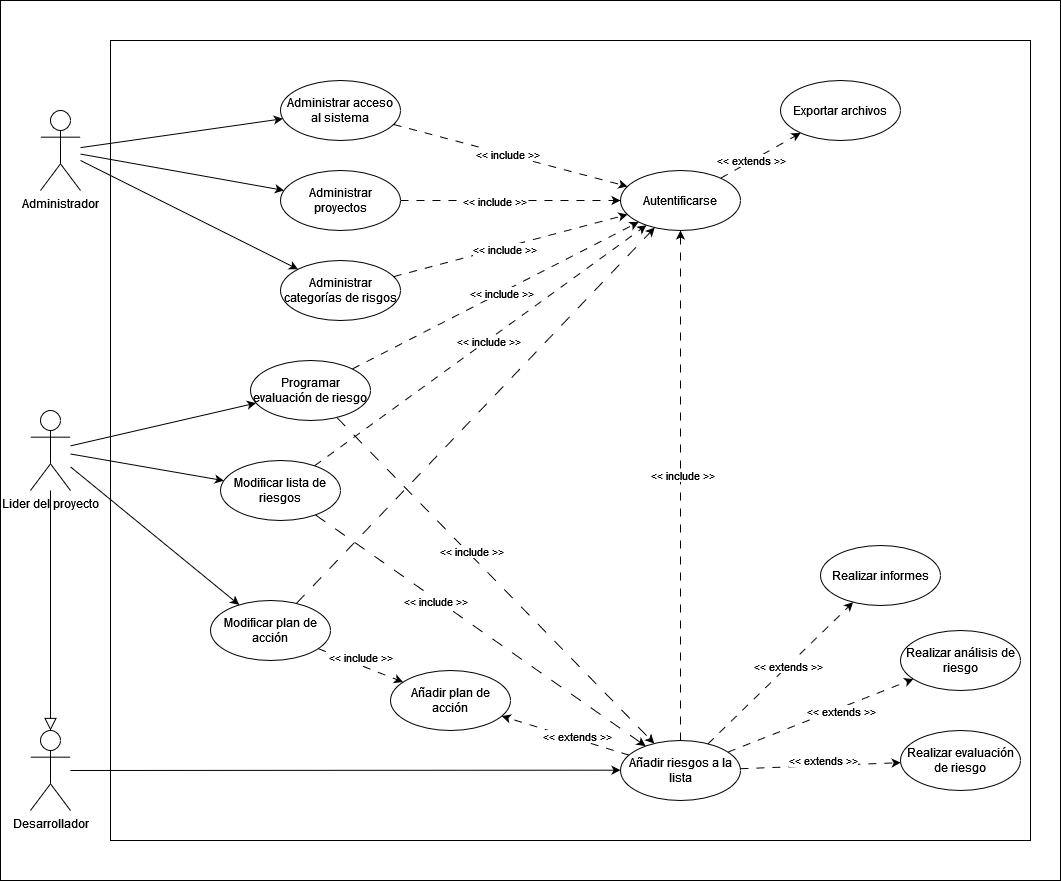 Administrar acceso
al sistema
Exportar archivos
<< include >>
<< extends >>
Administrador
Administrar
proyectos
<< include >>
Autentificarse
<< include >>
Administrar
categorías de risgos
<< include >>
<< include >>
Programar
evaluación de riesgo
Modificar lista de
riesgos
<< include >>
Lider del proyecto
<< include >>
Realizar informes
<< include >>
Modificar plan de
acción
<< include >>
Añadir plan de
acción
<< extends >>
Realizar análisis de
riesgo
<< extends >>
<< extends >>
Añadir riesgos a la
lista
<< extends >>
Realizar evaluación
de riesgo
Desarrollador